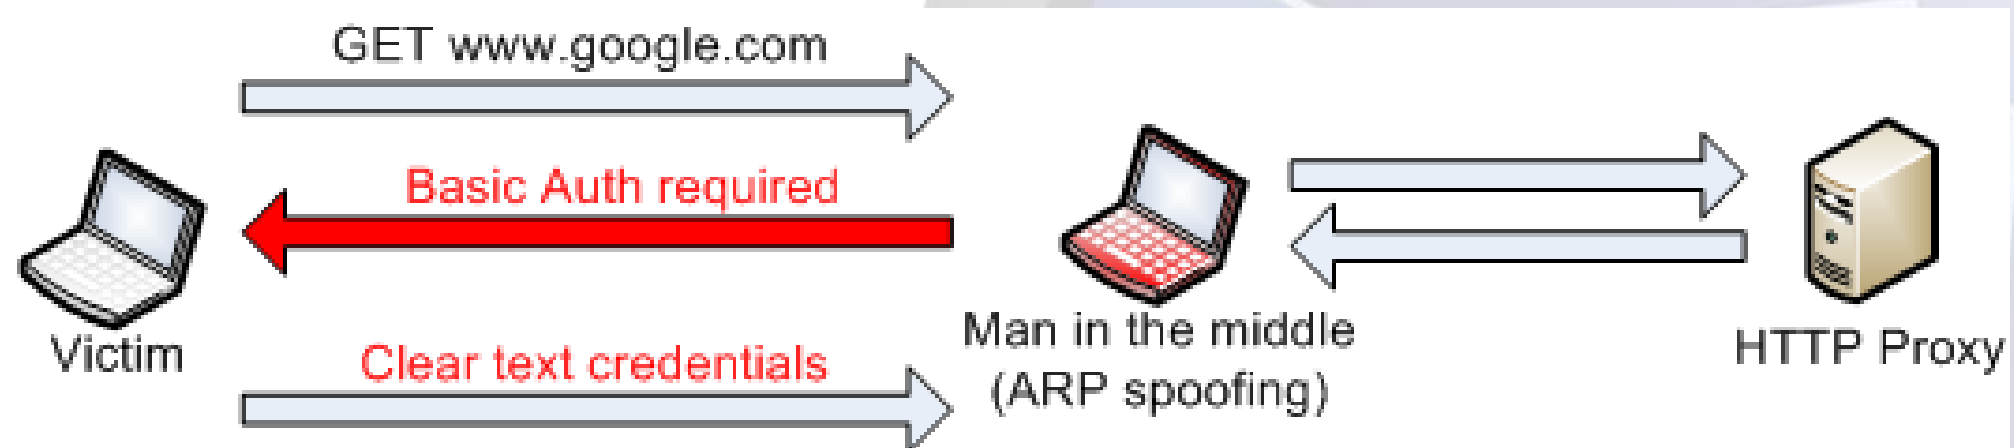 GET www.google.com
Basic Auth required
Victim
Clear text credentials
Man in the middle
(ARP spoofing)
HTTP Proxy